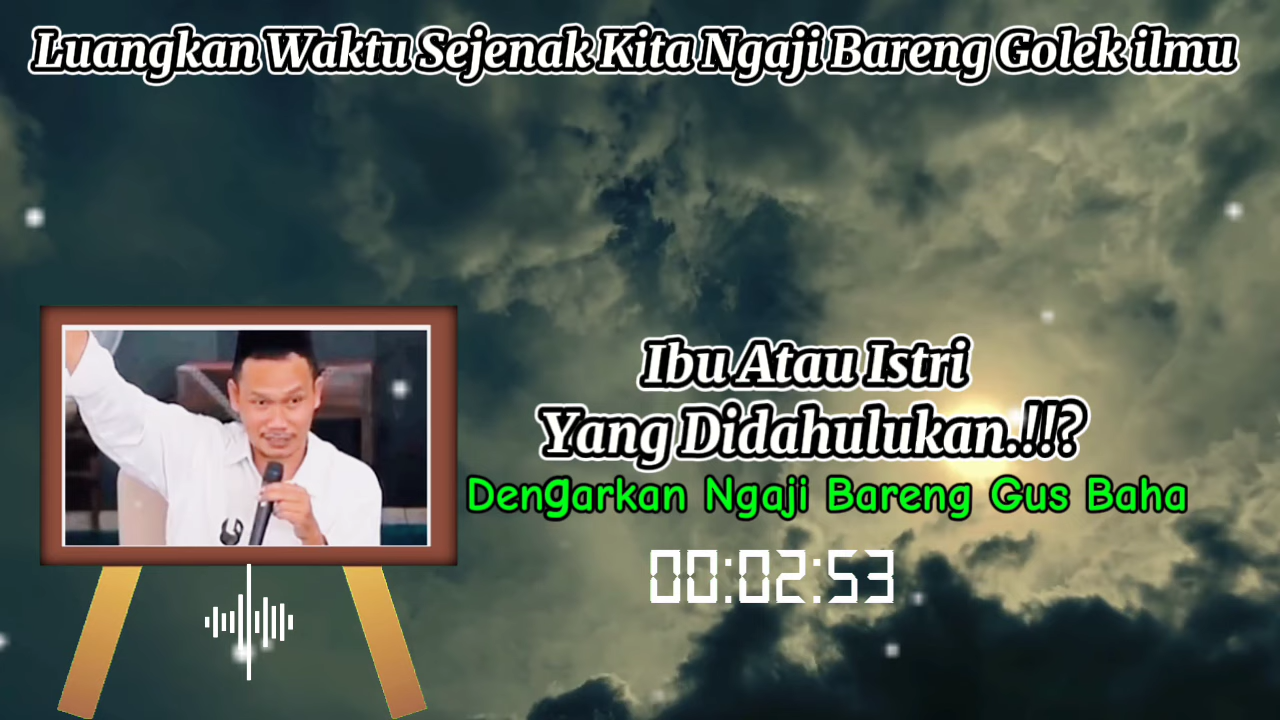 Luangkan Waktu Sejenak Kita Ngaji Bareng Golek ilmu
Ibu Atau Istri
Yang Didahulukan.!!!?
Dengarkan Ngaji Bareng Gus Baha
00:02:53